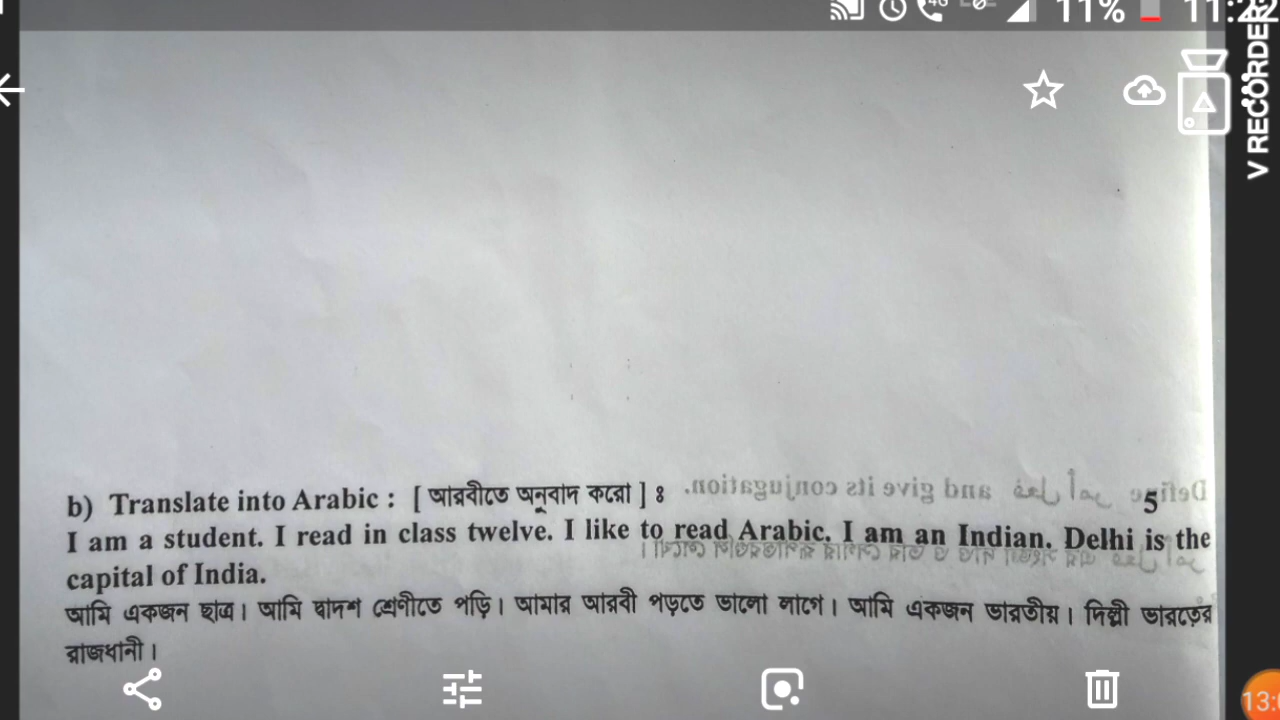 11%
V RECORDER
b) Translate into Arabic : [ আরবীতে অনুবাদ করো ] ঃ 5
I am a student. I read in class twelve. I like to read Arabic. I am an Indian. Delhi is the
capital of India.
আমি একজন ছাত্র। আমি দ্বাদশ শ্রেণীতে পড়ি। আমার আরবী পড়তে ভালো লাগে। আমি একজন ভারতীয়। দিল্লী ভারতের
রাজধানী।